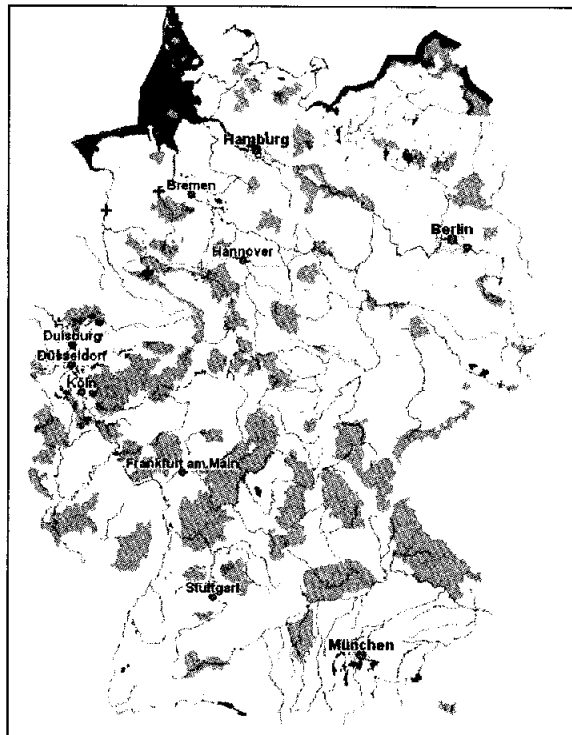 Hamburg
Bremen
Berlin
Hannover
Duisburg
Düsseldorf
Köln
Frankfurt am Main
Stuttgart
München